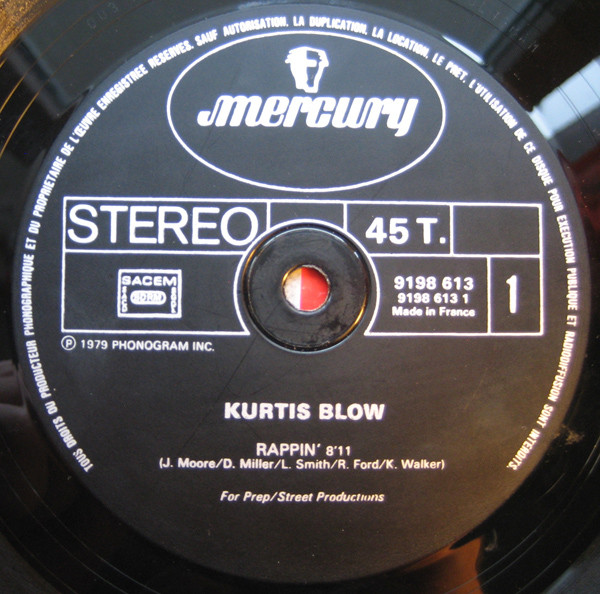 TOUS DROITS DU PRODUCTEUR PHONOGRAPHIQUE ET DU PROPRIETAIRE DE L'ŒUVRE ENREGISTREE RESERVES. SAUF AUTORISATION, LA DUPLICATION, LA LOCATION, LE PRET, L'UTILISATION DE CE DISQUE POUR EXECUTION PUBLIQUE ET RADIODIFFUSION SONT INTERDITS.
mercury
STEREO
45 T.
SACEM
SDRM
9198 613
9198 613 1
Made in France
1
Ⓟ 1979 PHONOGRAM INC.
KURTIS BLOW
RAPPIN' 8'11
(J. Moore/D. Miller/L. Smith/R. Ford/K. Walker)
For Prep/Street Productions